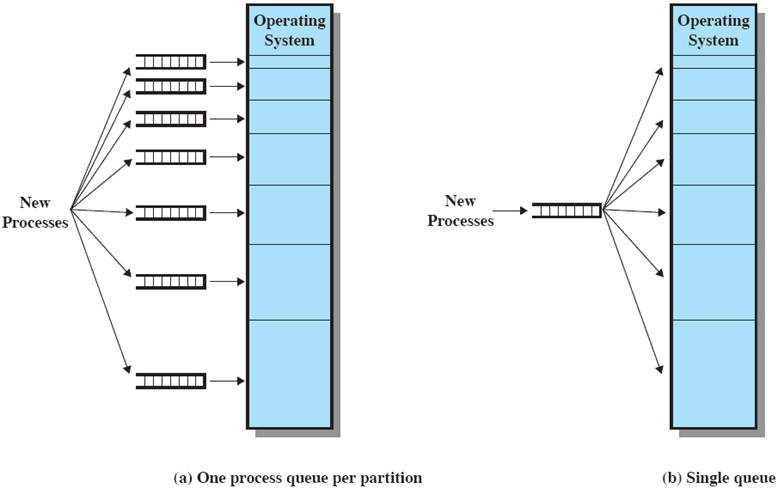 Operating
System
New
Processes
(a) One process queue per partition
Operating
System
New
Processes
(b) Single queue